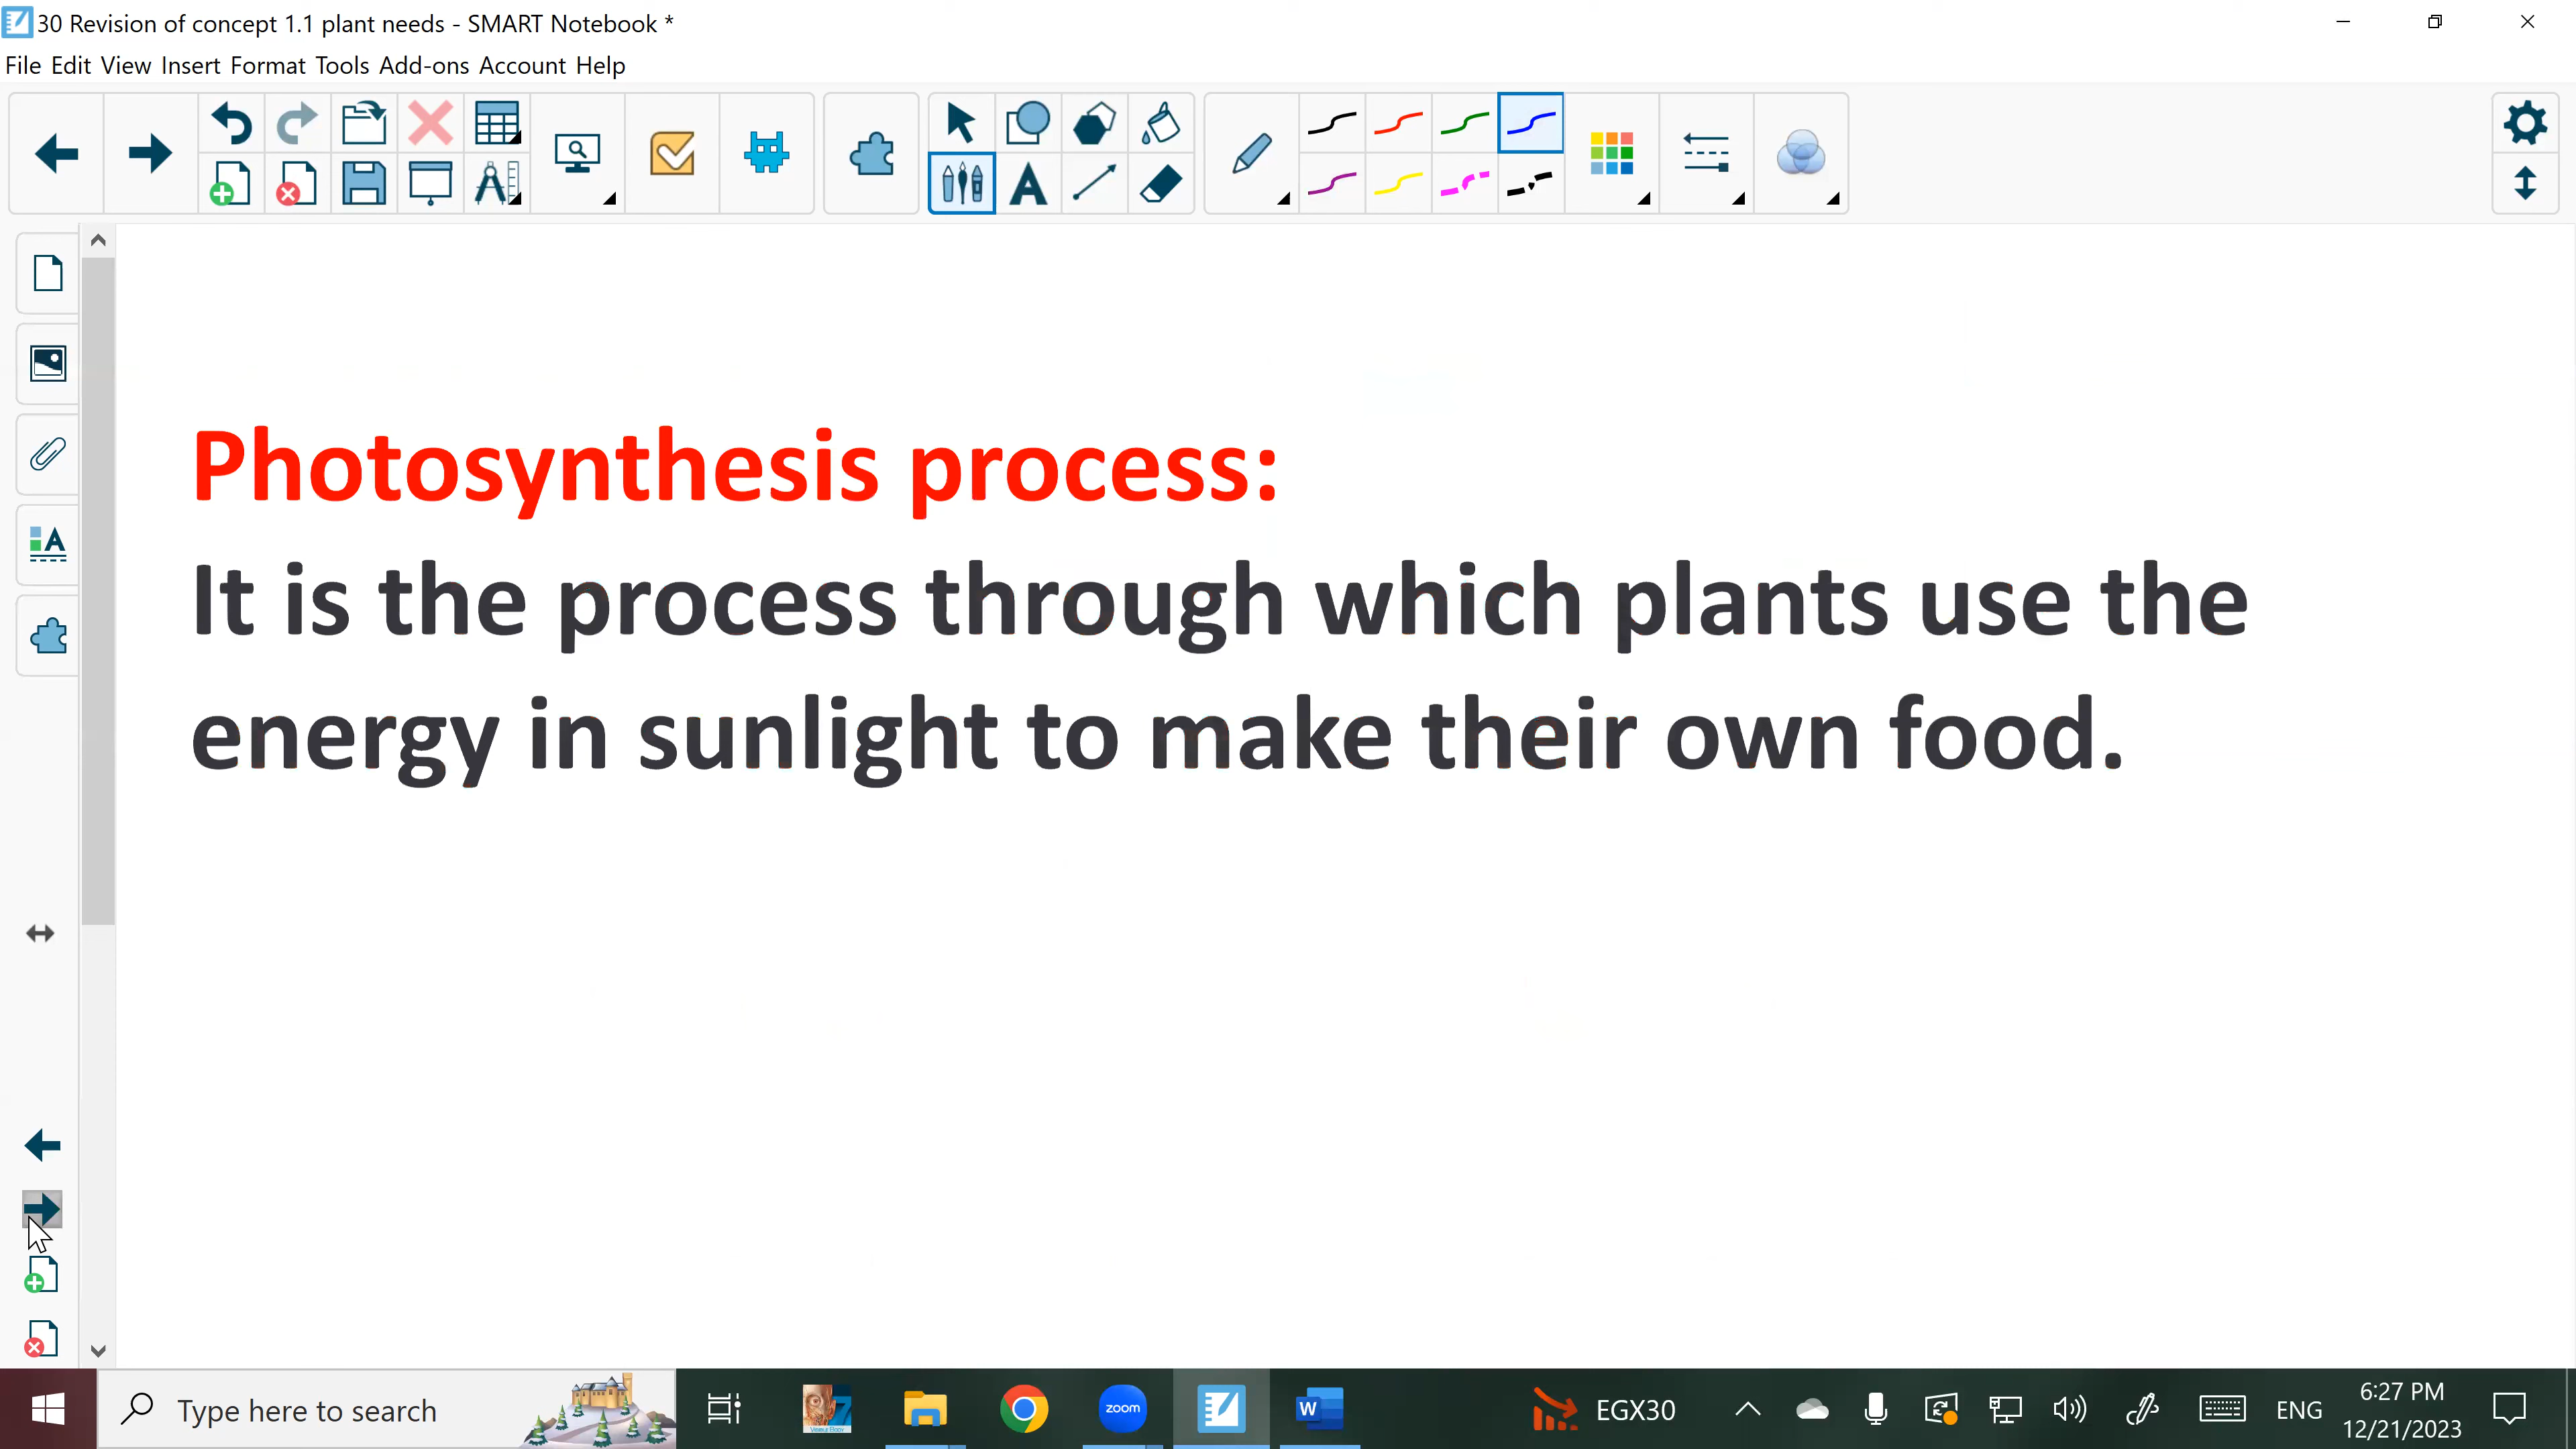 30 Revision of concept 1.1 plant needs - SMART Notebook *
File Edit View Insert Format Tools Add-ons Account Help
Photosynthesis process:
It is the process through which plants use the
energy in sunlight to make their own food.
Type here to search
zoom
W
EGX30
ENG
6:27 PM
12/21/2023